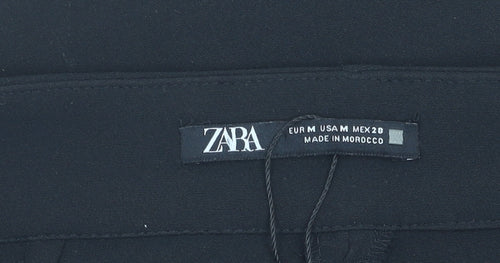 ZARA
EUR M USA M MEX 28
MADE IN MOROCCO